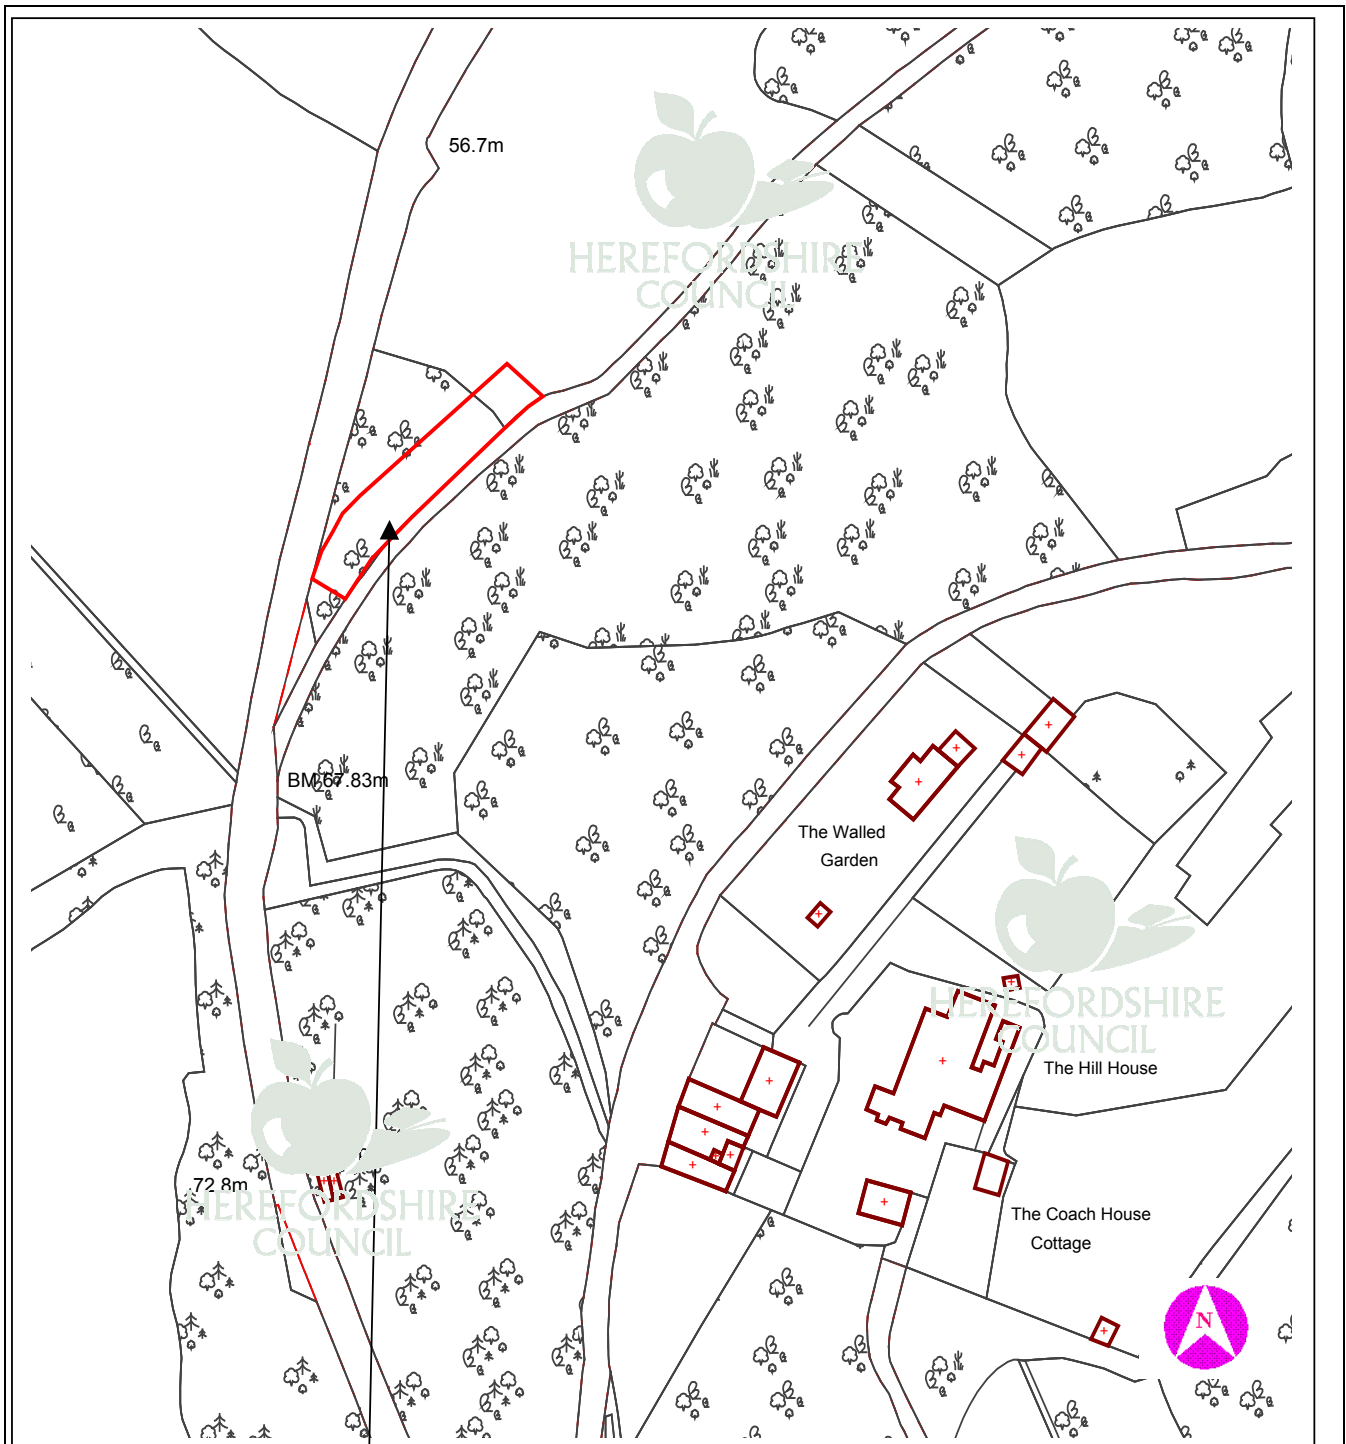 56.7m
HEREFORDSHIRE
COUNCIL
BM 67.83m
The Walled
Garden
HEREFORDSHIRE
COUNCIL
The Hill House
72.8m
HEREFORDSHIRE
COUNCIL
The Coach House
Cottage
N